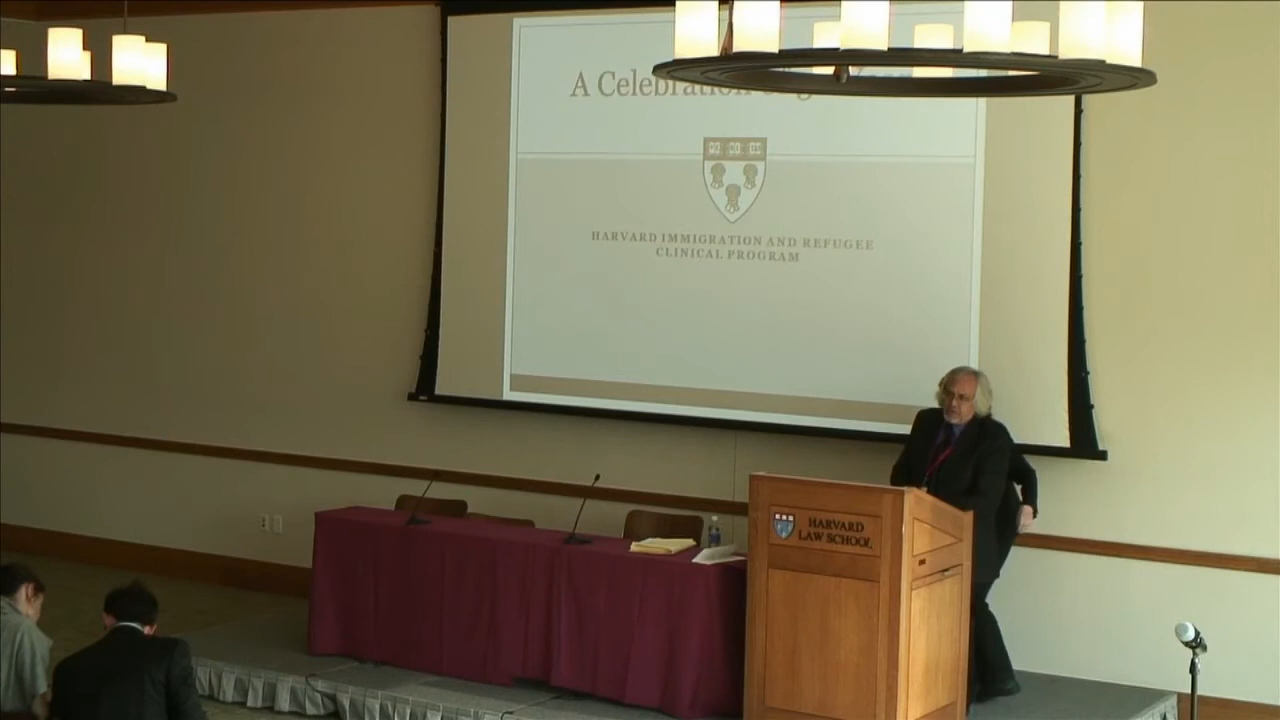 A Celebration
HARVARD IMMIGRATION AND REFUGEE
CLINICAL PROGRAM
HARVARD
LAW SCHOOL